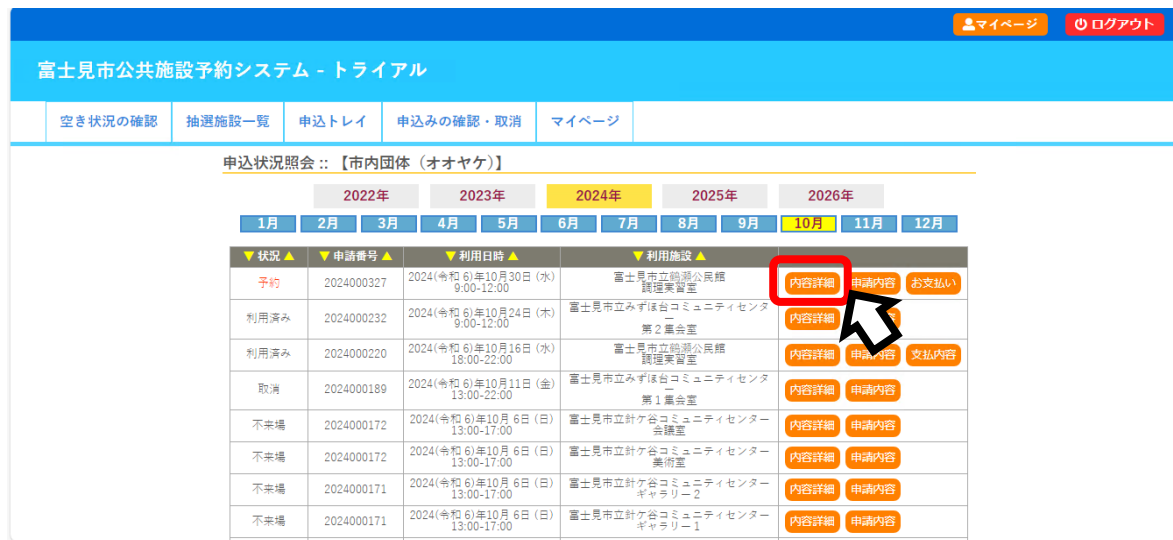 マイページ ログアウト
富士見市公共施設予約システム - トライアル
空き状況の確認 抽選施設一覧 申込トレイ 申込みの確認・取消 マイページ
申込状況照会 :: 【市内団体（オオヤケ）】
2022年 2023年 2024年 2025年 2026年
1月 2月 3月 4月 5月 6月 7月 8月 9月 10月 11月 12月
▼状況▲ ▼申請番号▲ ▼利用日時▲ ▼利用施設▲
予約 2024000327 2024(令和 6)年10月30日 (水) 9:00-12:00 富士見市立鶴瀬公民館 調理実習室 内容詳細 申請内容 お支払い
利用済み 2024000232 2024(令和 6)年10月24日 (木) 9:00-12:00 富士見市立みずほ台コミュニティセンター 第２集会室 内容詳細
利用済み 2024000220 2024(令和 6)年10月16日 (水) 18:00-22:00 富士見市立鶴瀬公民館 調理実習室 内容詳細 申請内容 支払内容
取消 2024000189 2024(令和 6)年10月11日 (金) 13:00-22:00 富士見市立みずほ台コミュニティセンター 第１集会室 内容詳細 申請内容
不来場 2024000172 2024(令和 6)年10月 6日 (日) 13:00-17:00 富士見市立針ケ谷コミュニティセンター 会議室 内容詳細 申請内容
不来場 2024000172 2024(令和 6)年10月 6日 (日) 13:00-17:00 富士見市立針ケ谷コミュニティセンター 美術室 内容詳細 申請内容
不来場 2024000171 2024(令和 6)年10月 6日 (日) 13:00-17:00 富士見市立針ケ谷コミュニティセンター ギャラリー２ 内容詳細 申請内容
不来場 2024000171 2024(令和 6)年10月 6日 (日) 13:00-17:00 富士見市立針ケ谷コミュニティセンター ギャラリー１ 内容詳細 申請内容